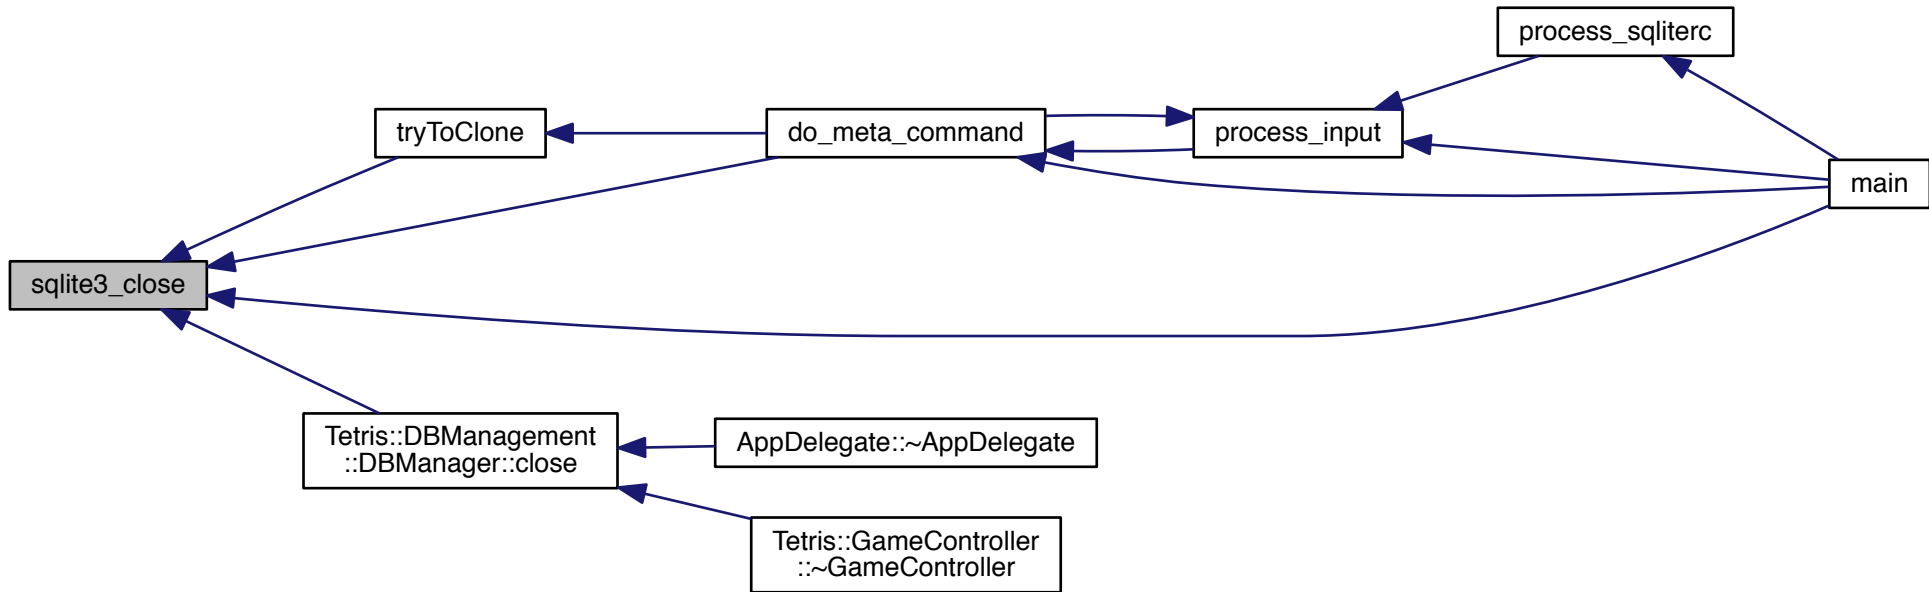 process_sqliterc
tryToClone
do_meta_command
process_input
main
sqlite3_close
Tetris::DBManagement
::DBManager::close
AppDelegate::~AppDelegate
Tetris::GameController
::~GameController